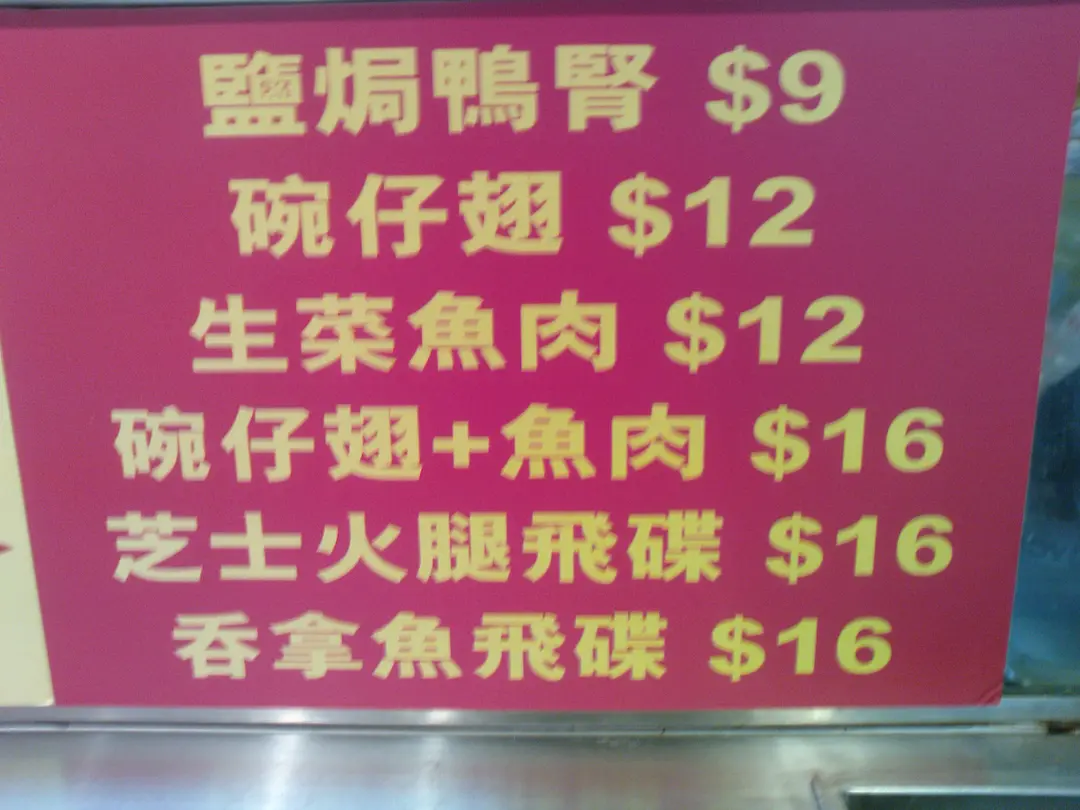 鹽焗鴨腎 $9
碗仔翅 $12
生菜魚肉 $12
碗仔翅+魚肉 $16
芝士火腿飛碟 $16
吞拿魚飛碟 $16